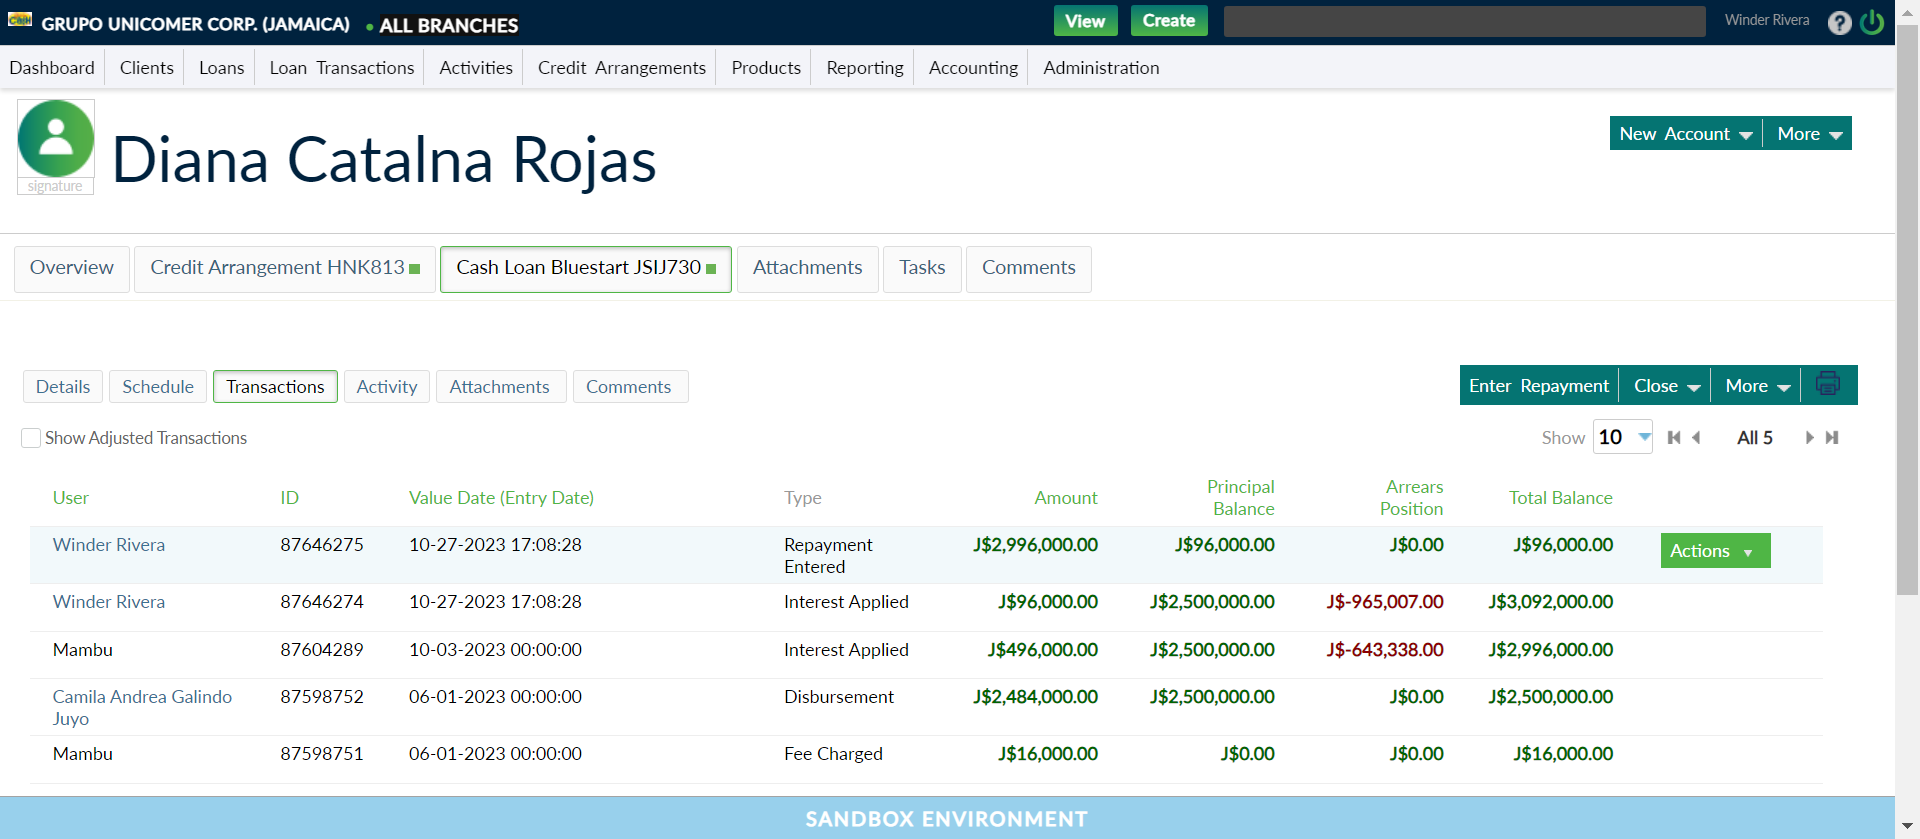 CasH GRUPO UNICOMER CORP. (JAMAICA) • ALL BRANCHES View Create Winder Rivera ?
Dashboard Clients Loans Loan Transactions Activities Credit Arrangements Products Reporting Accounting Administration
Diana Catalna Rojas
signature
New Account More
Overview Credit Arrangement HNK813 Cash Loan Bluestart JSIJ730 Attachments Tasks Comments
Details Schedule Transactions Activity Attachments Comments Enter Repayment Close More
Show Adjusted Transactions Show 10 All 5
User ID Value Date (Entry Date) Type Amount Principal Balance Arrears Position Total Balance
Winder Rivera 87646275 10-27-2023 17:08:28 Repayment Entered J$2,996,000.00 J$96,000.00 J$0.00 J$96,000.00 Actions
Winder Rivera 87646274 10-27-2023 17:08:28 Interest Applied J$96,000.00 J$2,500,000.00 J$-965,007.00 J$3,092,000.00
Mambu 87604289 10-03-2023 00:00:00 Interest Applied J$496,000.00 J$2,500,000.00 J$-643,338.00 J$2,996,000.00
Camila Andrea Galindo Juyo 87598752 06-01-2023 00:00:00 Disbursement J$2,484,000.00 J$2,500,000.00 J$0.00 J$2,500,000.00
Mambu 87598751 06-01-2023 00:00:00 Fee Charged J$16,000.00 J$0.00 J$0.00 J$16,000.00
SANDBOX ENVIRONMENT